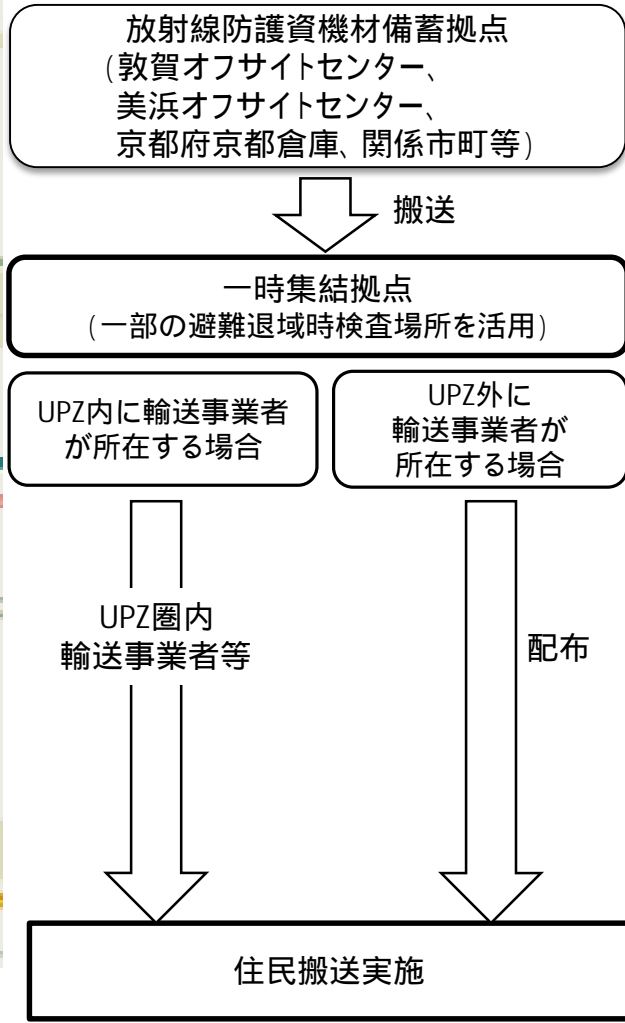 放射線防護資機材備蓄拠点
(敦賀オフサイトセンター、
美浜オフサイトセンター、
京都府京都倉庫、関係市町等)
搬送
一時集結拠点
(一部の避難退域時検査場所を活用)
UPZ内に輸送事業者
が所在する場合
UPZ外に
輸送事業者が
所在する場合
UPZ圏内
輸送事業者等
配布
住民搬送実施